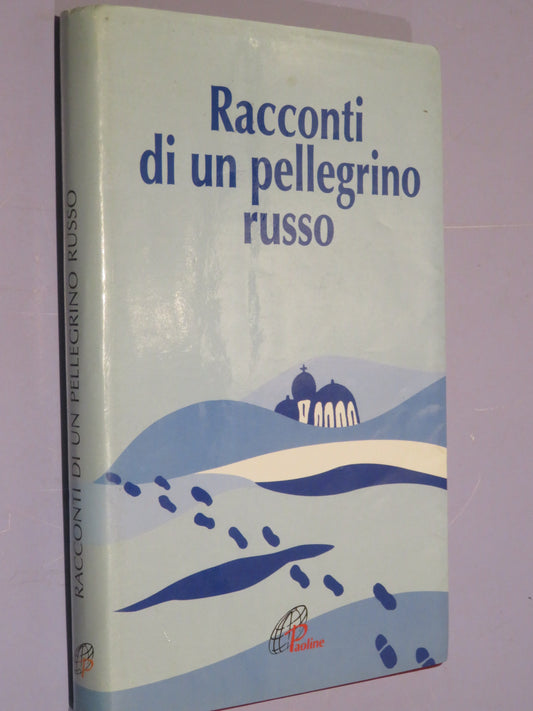 Racconti
di un pellegrino
russo
Paoline
RACCONTI DI UN PELLEGRINO RUSSO